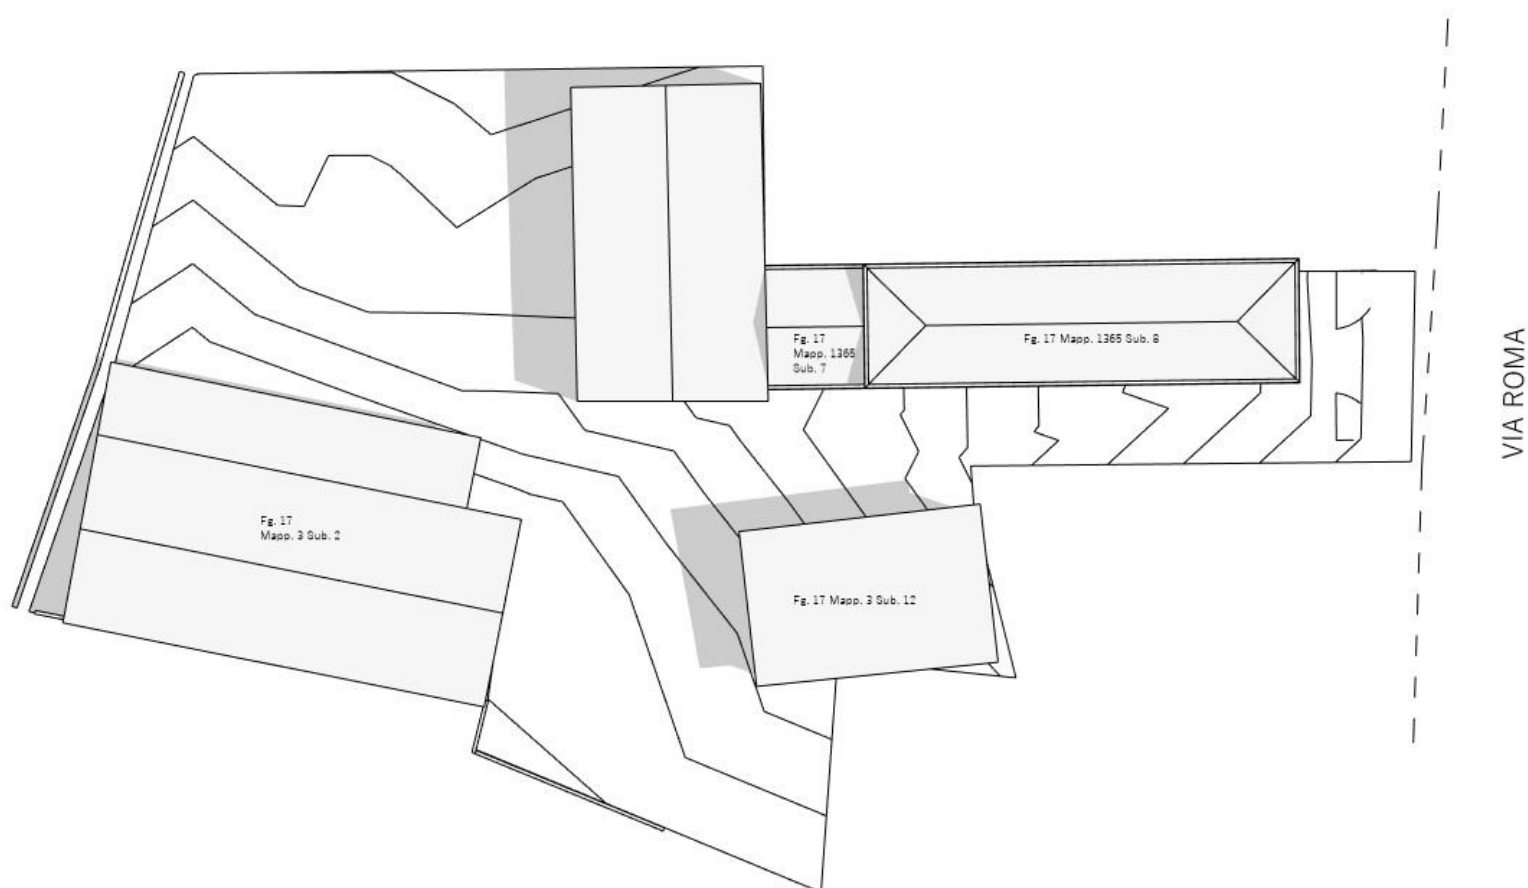 Fg. 17
Mapp. 1365
Sub. 7
Fg. 17 Mapp. 1365 Sub. 8
VIA ROMA
Fg. 17
Mapp. 3 Sub. 2
Fg. 17 Mapp. 3 Sub. 12